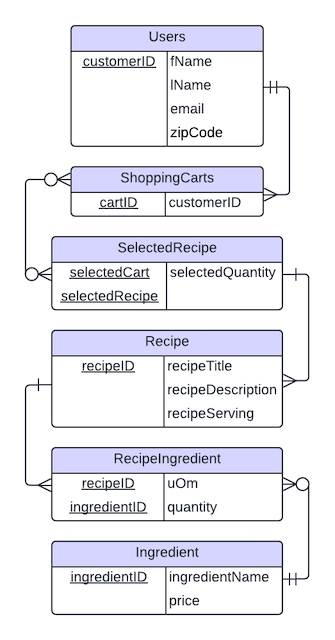 Users
customerID fName
lName
email
zipCode
ShoppingCarts
cartID customerID
SelectedRecipe
selectedCart selectedQuantity
selectedRecipe
Recipe
recipeID recipeTitle
recipeDescription
recipeServing
RecipeIngredient
recipeID uOm
ingredientID quantity
Ingredient
ingredientID ingredientName
price